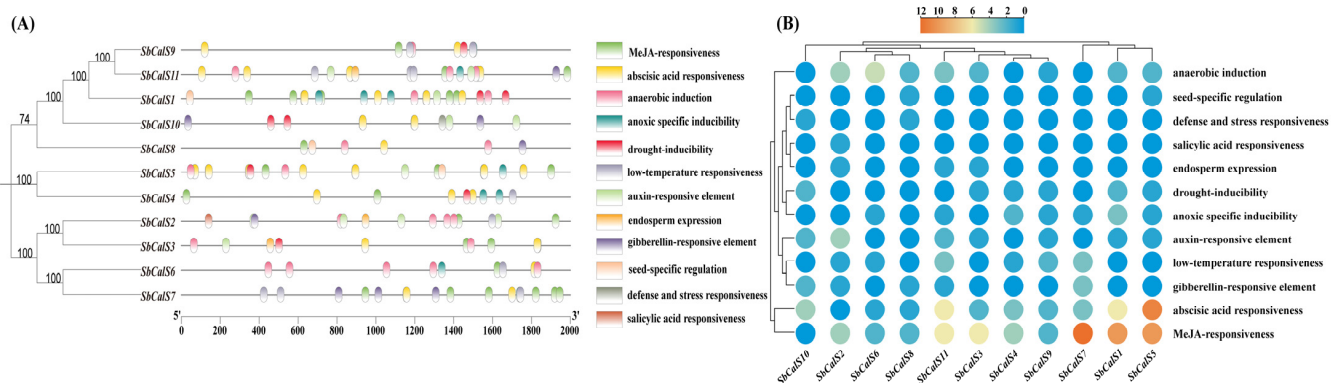 (A)
SbCalS9
SbCalS11
SbCalS1
SbCalS10
SbCalS8
SbCalS5
SbCalS4
SbCalS2
SbCalS3
SbCalS6
SbCalS7
100
100
100
74
100
100
100
5'
3'
0 200 400 600 800 1000 1200 1400 1600 1800 2000
MeJA-responsiveness
abscisic acid responsiveness
anaerobic induction
anoxic specific inducibility
drought-inducibility
low-temperature responsiveness
auxin-responsive element
endosperm expression
gibberellin-responsive element
seed-specific regulation
defense and stress responsiveness
salicylic acid responsiveness
(B)
12 10 8 6 4 2 0
anaerobic induction
seed-specific regulation
defense and stress responsiveness
salicylic acid responsiveness
endosperm expression
drought-inducibility
anoxic specific inducibility
auxin-responsive element
low-temperature responsiveness
gibberellin-responsive element
abscisic acid responsiveness
MeJA-responsiveness
SbCalS10
SbCalS2
SbCalS6
SbCalS8
SbCalS11
SbCalS3
SbCalS4
SbCalS9
SbCalS7
SbCalS1
SbCalS5